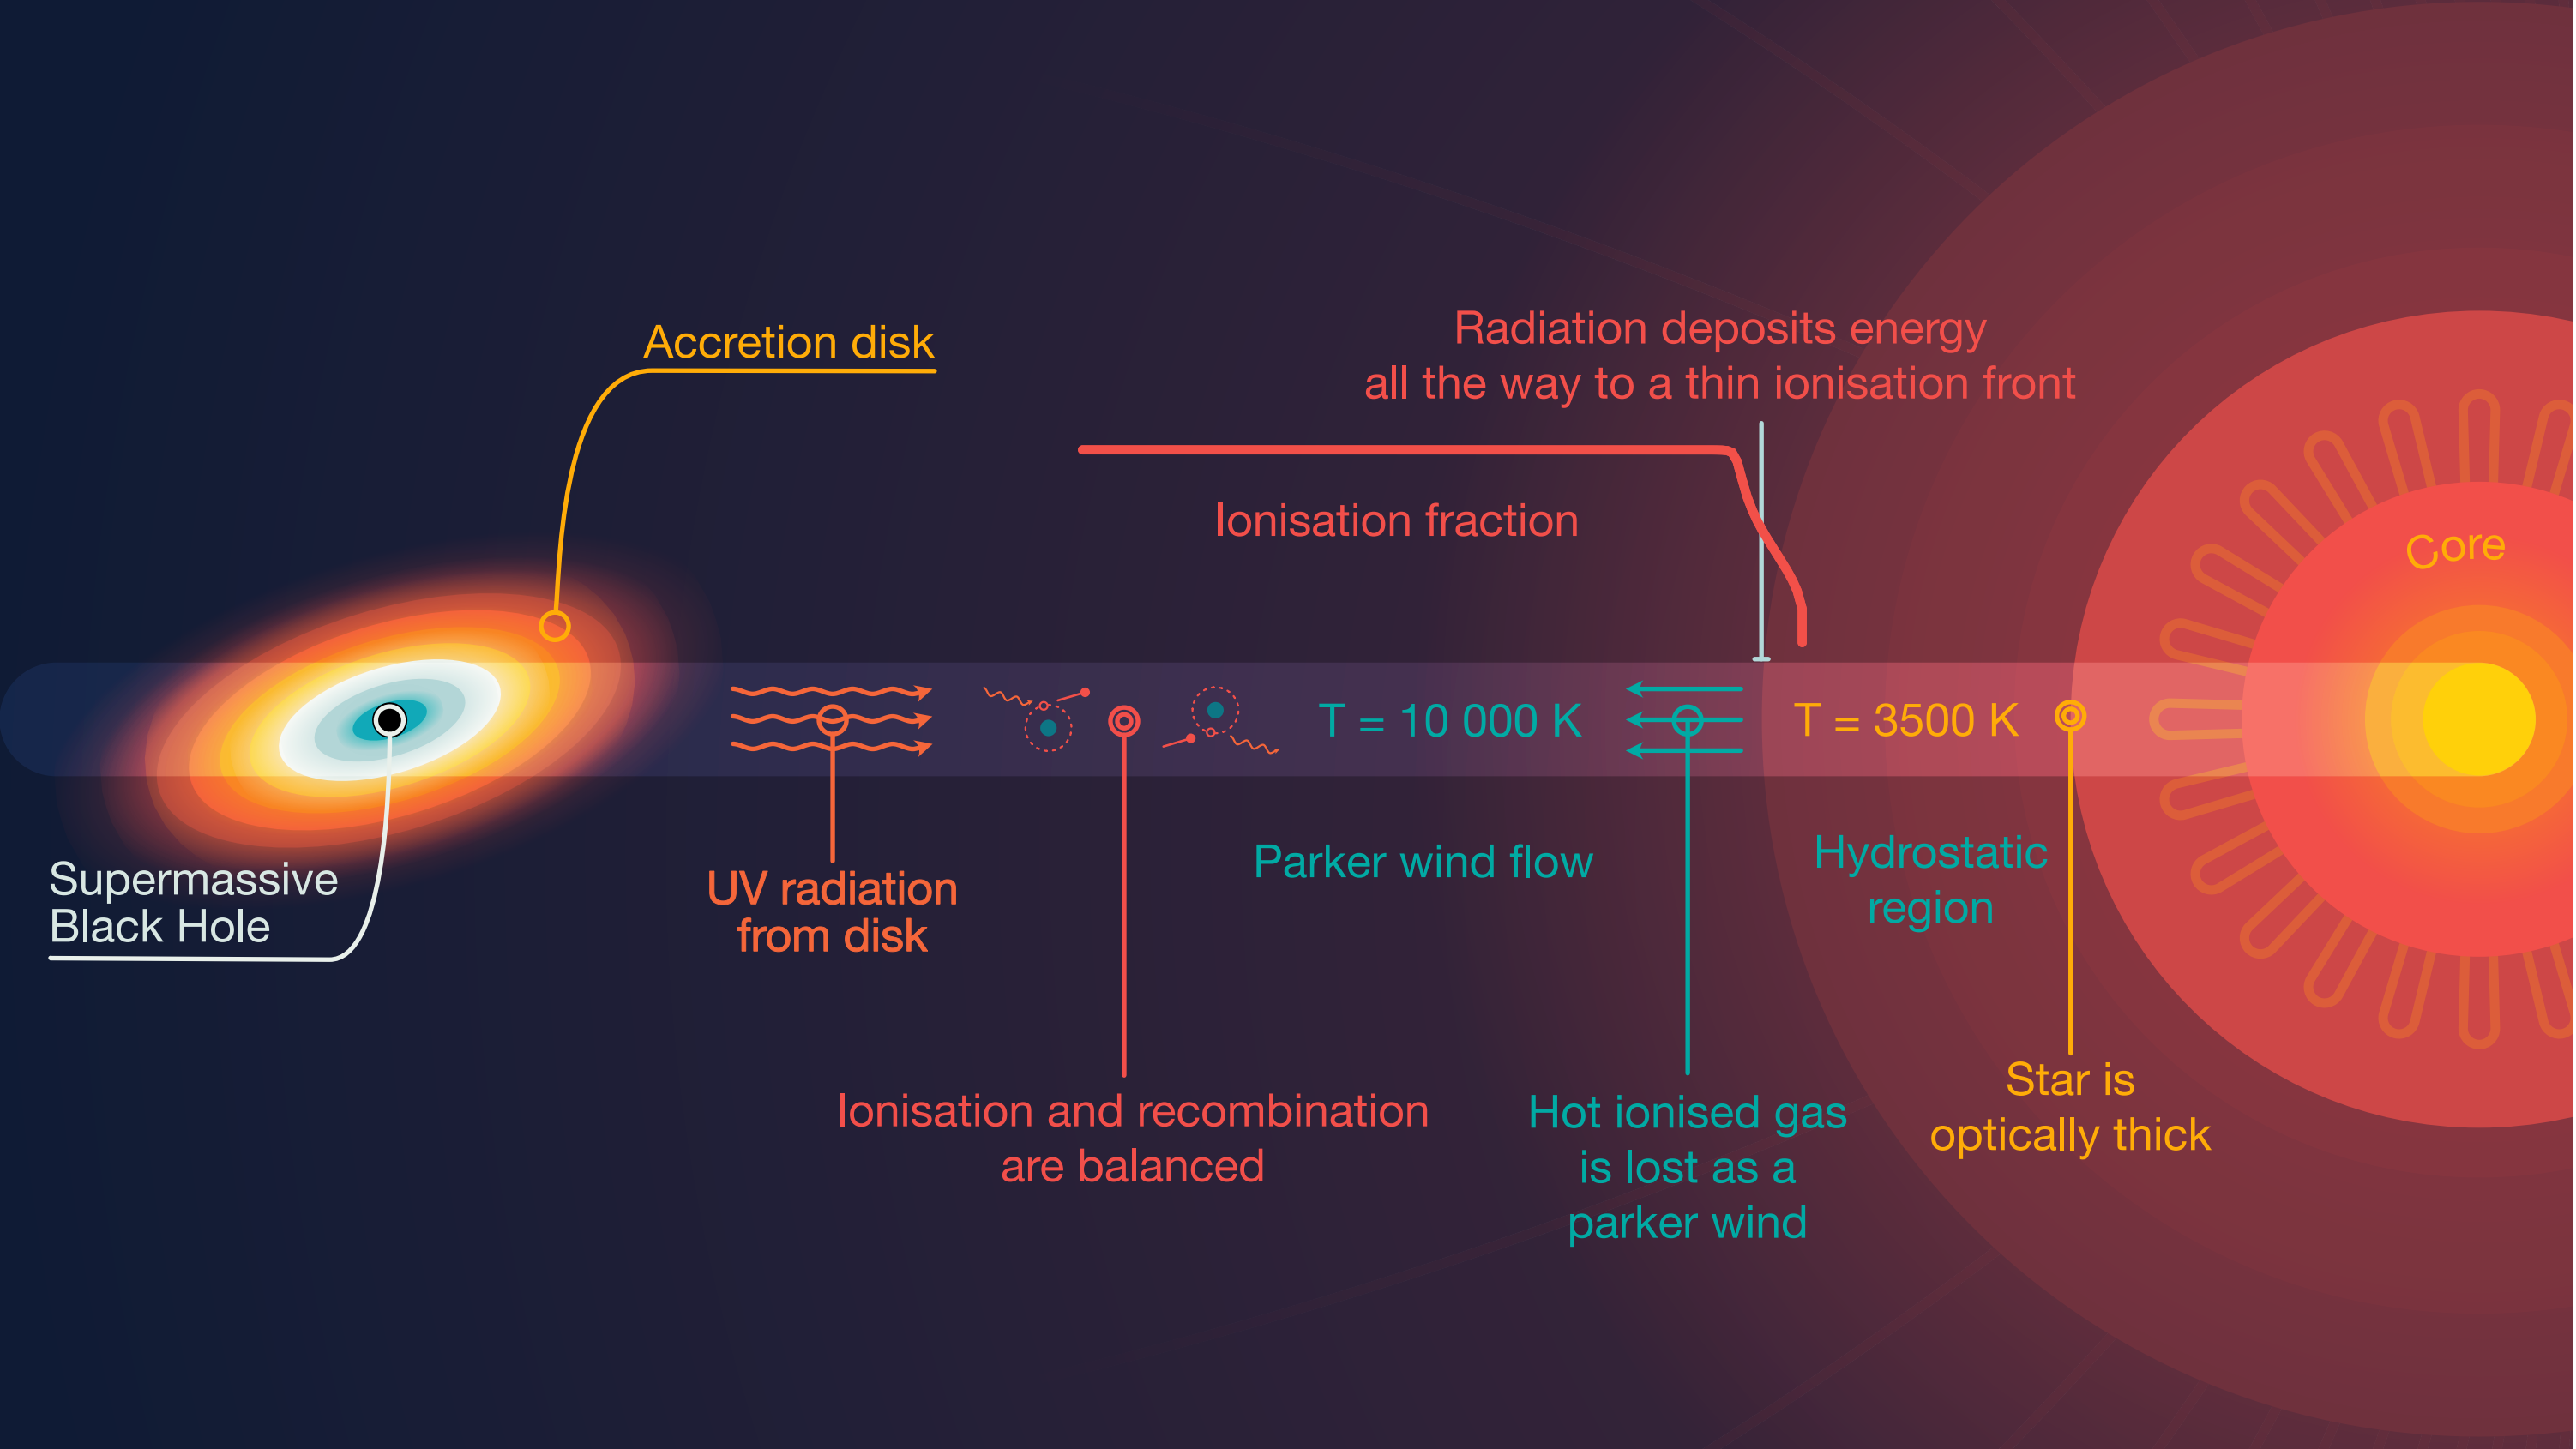 Accretion disk
Radiation deposits energy
all the way to a thin ionisation front
Ionisation fraction
Core
T = 10 000 K
T = 3500 K
Supermassive
Black Hole
UV radiation
from disk
Parker wind flow
Hydrostatic
region
Ionisation and recombination
are balanced
Hot ionised gas
is lost as a
parker wind
Star is
optically thick